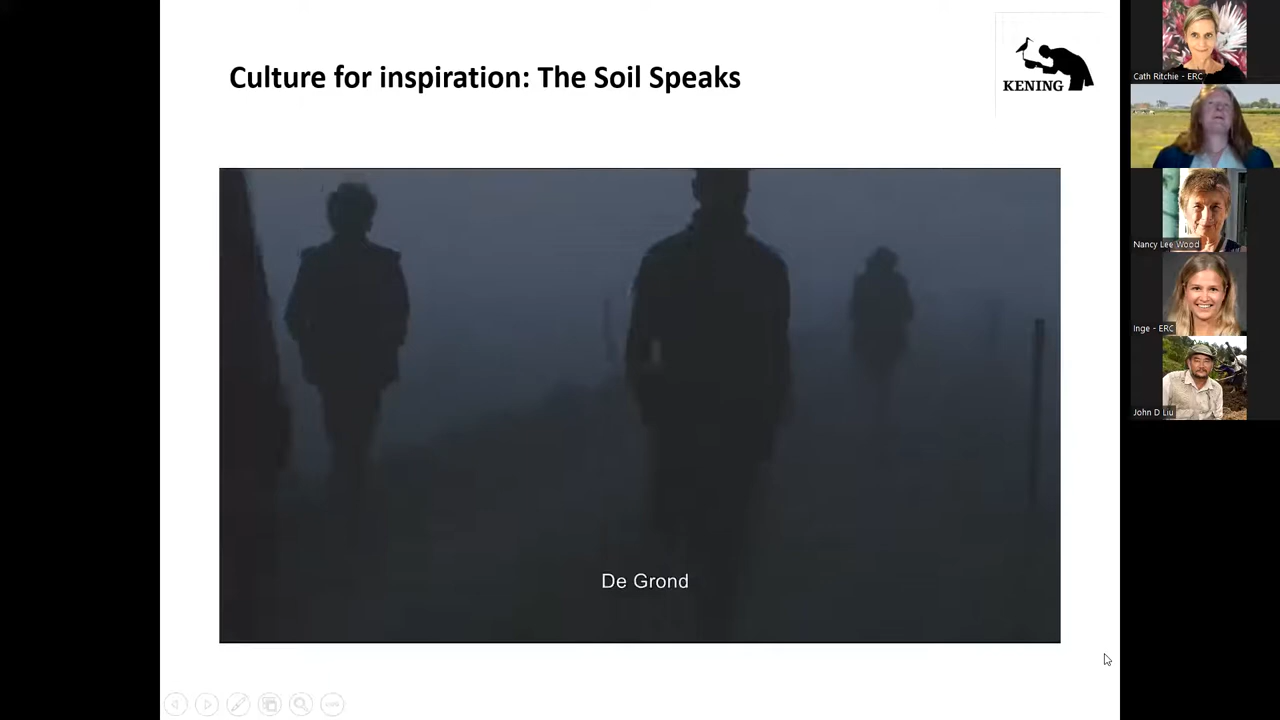 Culture for inspiration: The Soil Speaks
KENING
De Grond
Cath Ritchie - ERC
Nancy Lee Wood
Inge - ERC
John D Liu